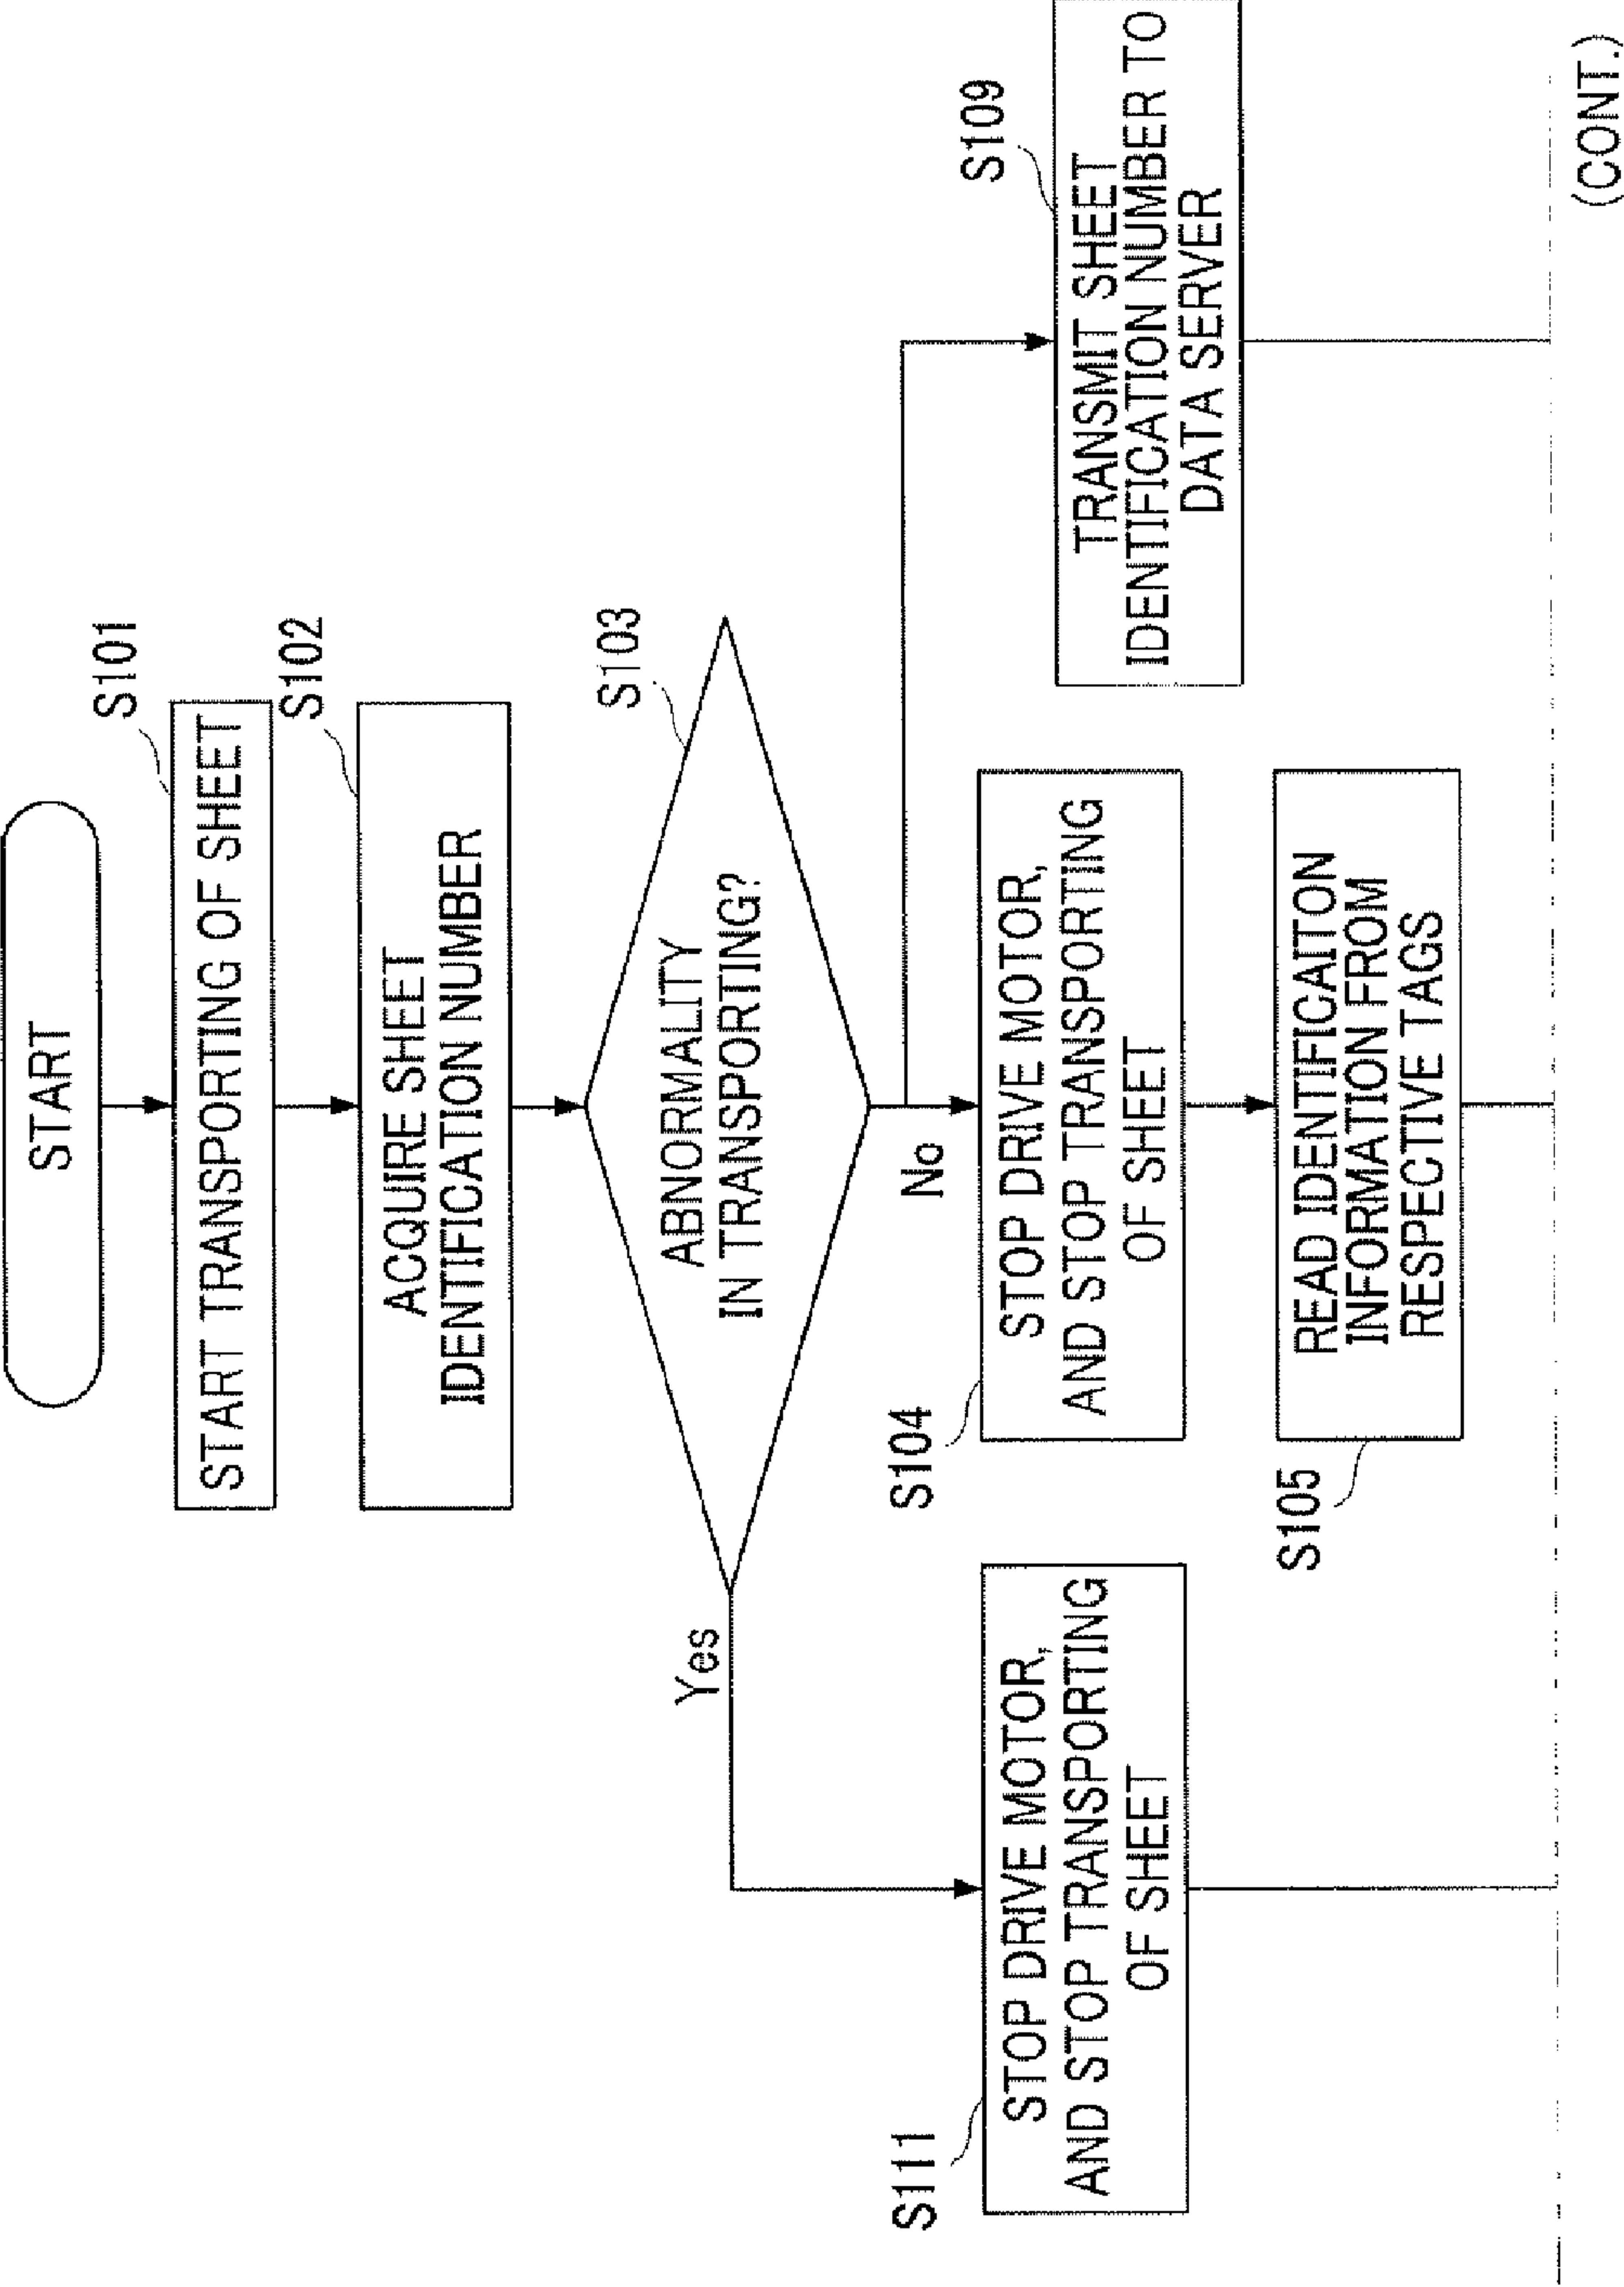 START
S101
START TRANSPORTING OF SHEET
S102
ACQUIRE SHEET
IDENTIFICATION NUMBER
S103
ABNORMALITY
IN TRANSPORTING?
Yes
No
S111
STOP DRIVE MOTOR,
AND STOP TRANSPORTING
OF SHEET
S104
STOP DRIVE MOTOR,
AND STOP TRANSPORTING
OF SHEET
S109
TRANSMIT SHEET
IDENTIFICATION NUMBER TO
DATA SERVER
S105
READ IDENTIFICAITON
INFORMATION FROM
RESPECTIVE TAGS
(CONT.)